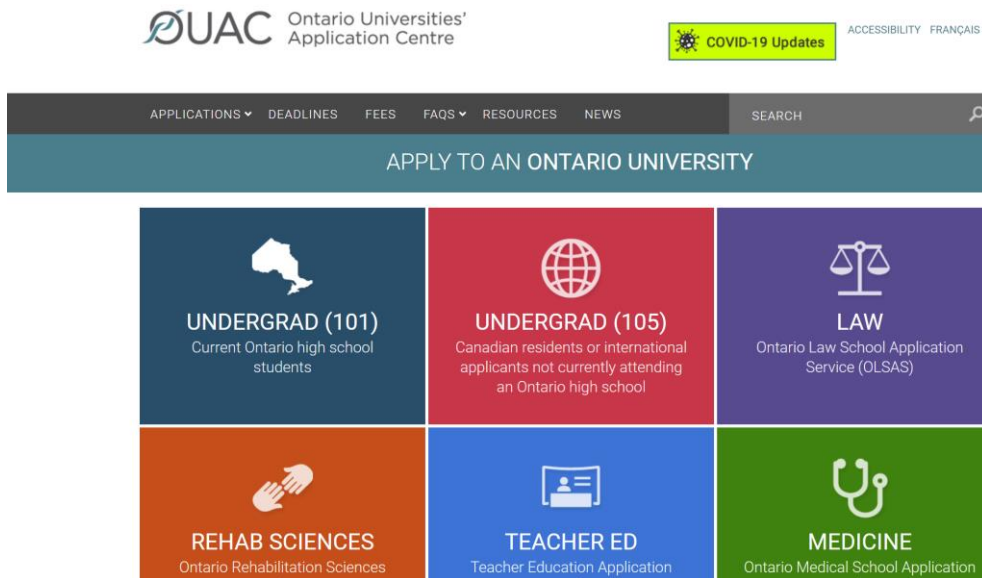 OUAC Ontario Universities'
Application Centre
COVID-19 Updates
ACCESSIBILITY FRANÇAIS
APPLICATIONS DEADLINES FEES FAQS RESOURCES NEWS SEARCH
APPLY TO AN ONTARIO UNIVERSITY
UNDERGRAD (101)
Current Ontario high school
students
UNDERGRAD (105)
Canadian residents or international
applicants not currently attending
an Ontario high school
LAW
Ontario Law School Application
Service (OLSAS)
REHAB SCIENCES
Ontario Rehabilitation Sciences
TEACHER ED
Teacher Education Application
MEDICINE
Ontario Medical School Application